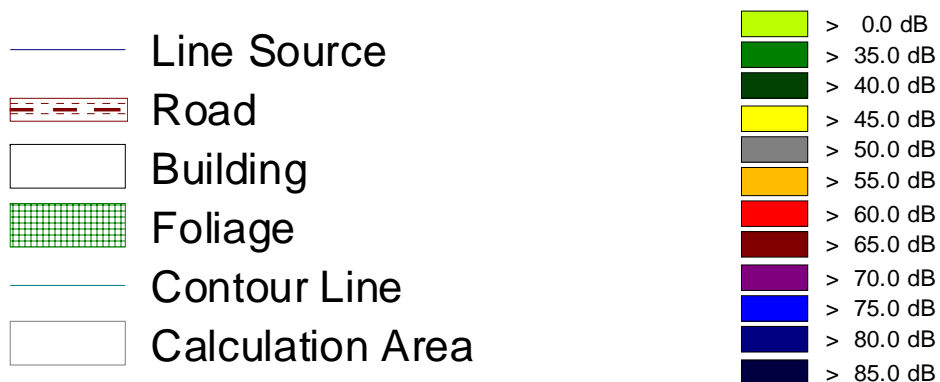 Line Source
Road
Building
Foliage
Contour Line
Calculation Area
> 0.0 dB
> 35.0 dB
> 40.0 dB
> 45.0 dB
> 50.0 dB
> 55.0 dB
> 60.0 dB
> 65.0 dB
> 70.0 dB
> 75.0 dB
> 80.0 dB
> 85.0 dB